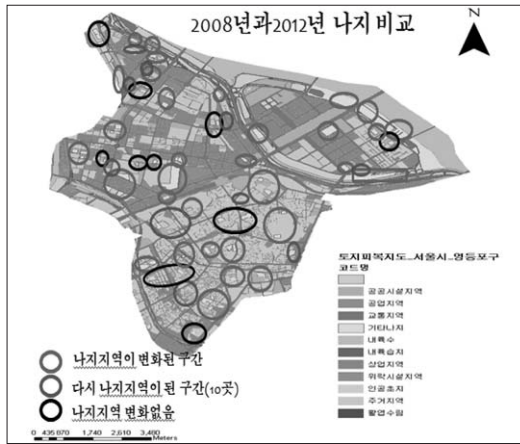 2008년과2012년 나지 비교
N
토지피복지도_서울시_영등포구
코드명
공공시설지역
공업지역
교통지역
기타나지
내륙수
내륙습지
상업지역
위락시설지역
인공초지
주거지역
활엽수림
나지지역이 변화된 구간
다시 나지지역이 된 구간(10곳)
나지지역 변화없음
0 435 870 1,740 2,610 3,480
Meters